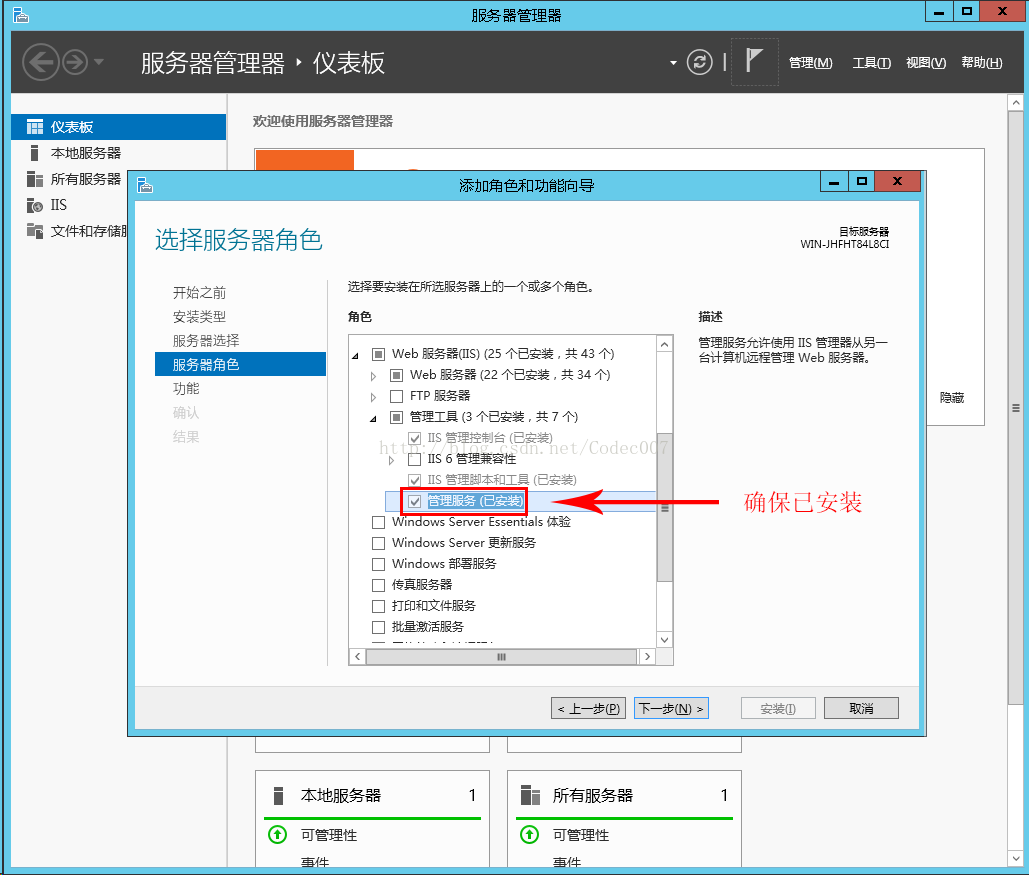 服务器管理器
服务器管理器 ‣ 仪表板
管理(M) 工具(T) 视图(V) 帮助(H)
仪表板
本地服务器
所有服务器
IIS
文件和存储服
欢迎使用服务器管理器
添加角色和功能向导
选择服务器角色
目标服务器
WIN-JHFHT84L8CI
开始之前
安装类型
服务器选择
服务器角色
功能
确认
结果
选择要安装在所选服务器上的一个或多个角色。
角色
Web 服务器(IIS) (25 个已安装，共 43 个)
Web 服务器 (22 个已安装，共 34 个)
FTP 服务器
管理工具 (3 个已安装，共 7 个)
IIS 管理控制台 (已安装)
http://blog.csdn.net/Codec007
IIS 6 管理兼容性
IIS 管理脚本和工具 (已安装)
管理服务 (已安装)
确保已安装
Windows Server Essentials 体验
Windows Server 更新服务
Windows 部署服务
传真服务器
打印和文件服务
批量激活服务
描述
管理服务允许使用 IIS 管理器从另一
台计算机远程管理 Web 服务器。
隐藏
< 上一步(P) 下一步(N) > 安装(I) 取消
本地服务器 1
可管理性
事件
所有服务器 1
可管理性
事件